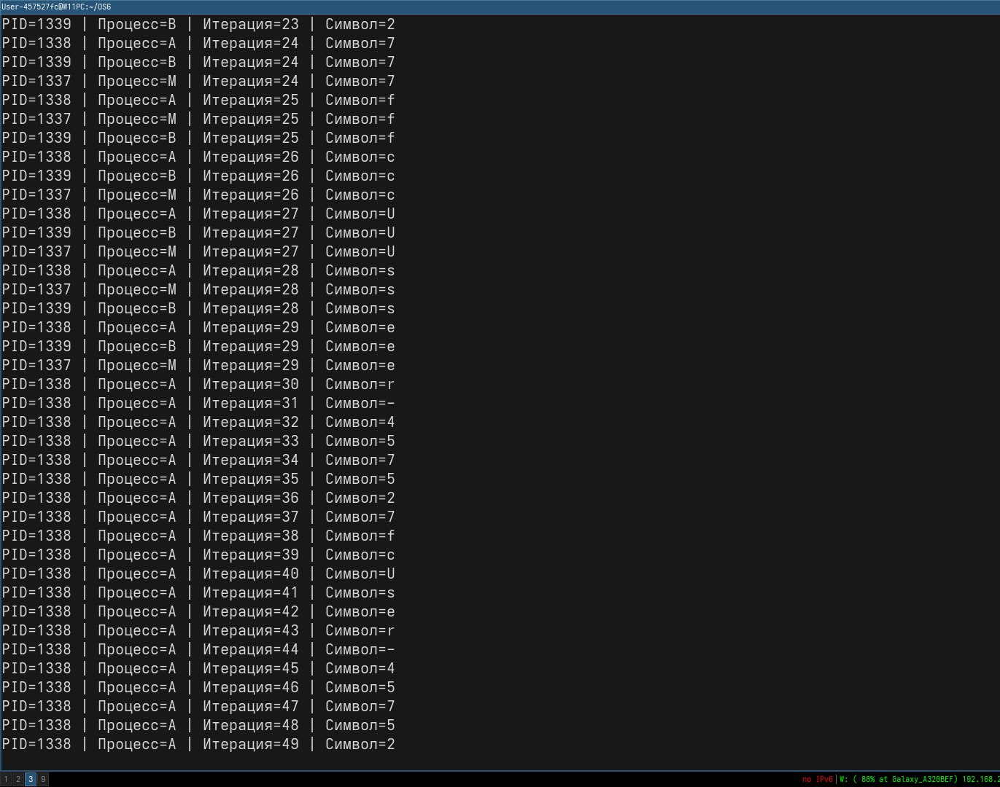 User-457527fc@W11PC:~/OS6
PID=1339 | Процесс=B | Итерация=23 | Символ=2
PID=1338 | Процесс=A | Итерация=24 | Символ=7
PID=1339 | Процесс=B | Итерация=24 | Символ=7
PID=1337 | Процесс=M | Итерация=24 | Символ=7
PID=1338 | Процесс=A | Итерация=25 | Символ=f
PID=1337 | Процесс=M | Итерация=25 | Символ=f
PID=1339 | Процесс=B | Итерация=25 | Символ=f
PID=1338 | Процесс=A | Итерация=26 | Символ=c
PID=1339 | Процесс=B | Итерация=26 | Символ=c
PID=1337 | Процесс=M | Итерация=26 | Символ=c
PID=1338 | Процесс=A | Итерация=27 | Символ=U
PID=1339 | Процесс=B | Итерация=27 | Символ=U
PID=1337 | Процесс=M | Итерация=27 | Символ=U
PID=1338 | Процесс=A | Итерация=28 | Символ=s
PID=1337 | Процесс=M | Итерация=28 | Символ=s
PID=1339 | Процесс=B | Итерация=28 | Символ=s
PID=1338 | Процесс=A | Итерация=29 | Символ=e
PID=1339 | Процесс=B | Итерация=29 | Символ=e
PID=1337 | Процесс=M | Итерация=29 | Символ=e
PID=1338 | Процесс=A | Итерация=30 | Символ=r
PID=1338 | Процесс=A | Итерация=31 | Символ=-
PID=1338 | Процесс=A | Итерация=32 | Символ=4
PID=1338 | Процесс=A | Итерация=33 | Символ=5
PID=1338 | Процесс=A | Итерация=34 | Символ=7
PID=1338 | Процесс=A | Итерация=35 | Символ=5
PID=1338 | Процесс=A | Итерация=36 | Символ=2
PID=1338 | Процесс=A | Итерация=37 | Символ=7
PID=1338 | Процесс=A | Итерация=38 | Символ=f
PID=1338 | Процесс=A | Итерация=39 | Символ=c
PID=1338 | Процесс=A | Итерация=40 | Символ=U
PID=1338 | Процесс=A | Итерация=41 | Символ=s
PID=1338 | Процесс=A | Итерация=42 | Символ=e
PID=1338 | Процесс=A | Итерация=43 | Символ=r
PID=1338 | Процесс=A | Итерация=44 | Символ=-
PID=1338 | Процесс=A | Итерация=45 | Символ=4
PID=1338 | Процесс=A | Итерация=46 | Символ=5
PID=1338 | Процесс=A | Итерация=47 | Символ=7
PID=1338 | Процесс=A | Итерация=48 | Символ=5
PID=1338 | Процесс=A | Итерация=49 | Символ=2
1 2 3 9 no IPv6 | W: ( 88% at Galaxy_A320BEF) 192.168.